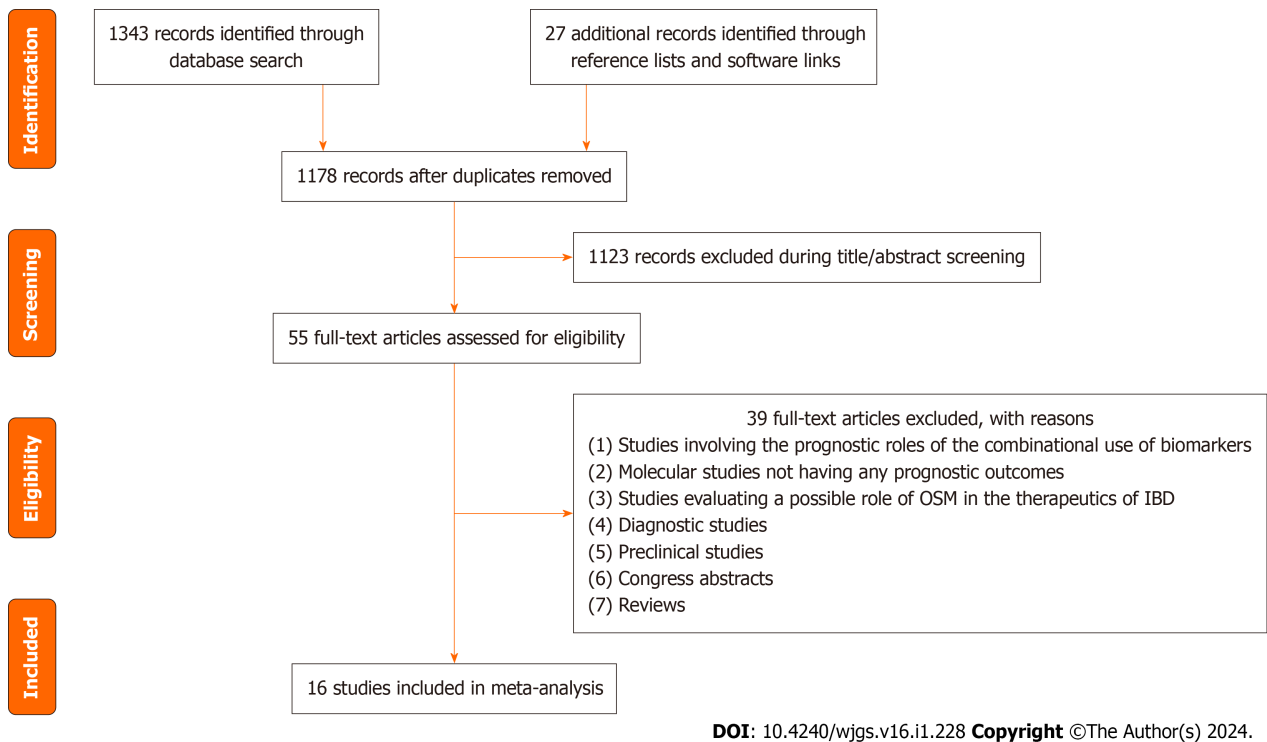 Identification
1343 records identified through
database search
27 additional records identified through
reference lists and software links
1178 records after duplicates removed
Screening
1123 records excluded during title/abstract screening
55 full-text articles assessed for eligibility
Eligibility
39 full-text articles excluded, with reasons
(1) Studies involving the prognostic roles of the combinational use of biomarkers
(2) Molecular studies not having any prognostic outcomes
(3) Studies evaluating a possible role of OSM in the therapeutics of IBD
(4) Diagnostic studies
(5) Preclinical studies
(6) Congress abstracts
(7) Reviews
Included
16 studies included in meta-analysis
DOI: 10.4240/wjgs.v16.i1.228 Copyright ©The Author(s) 2024.